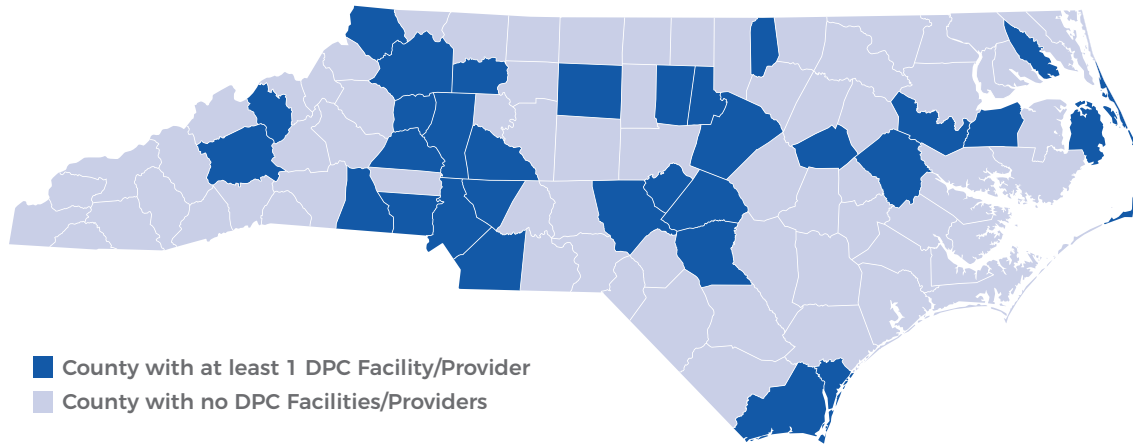 County with at least 1 DPC Facility/Provider
County with no DPC Facilities/Providers